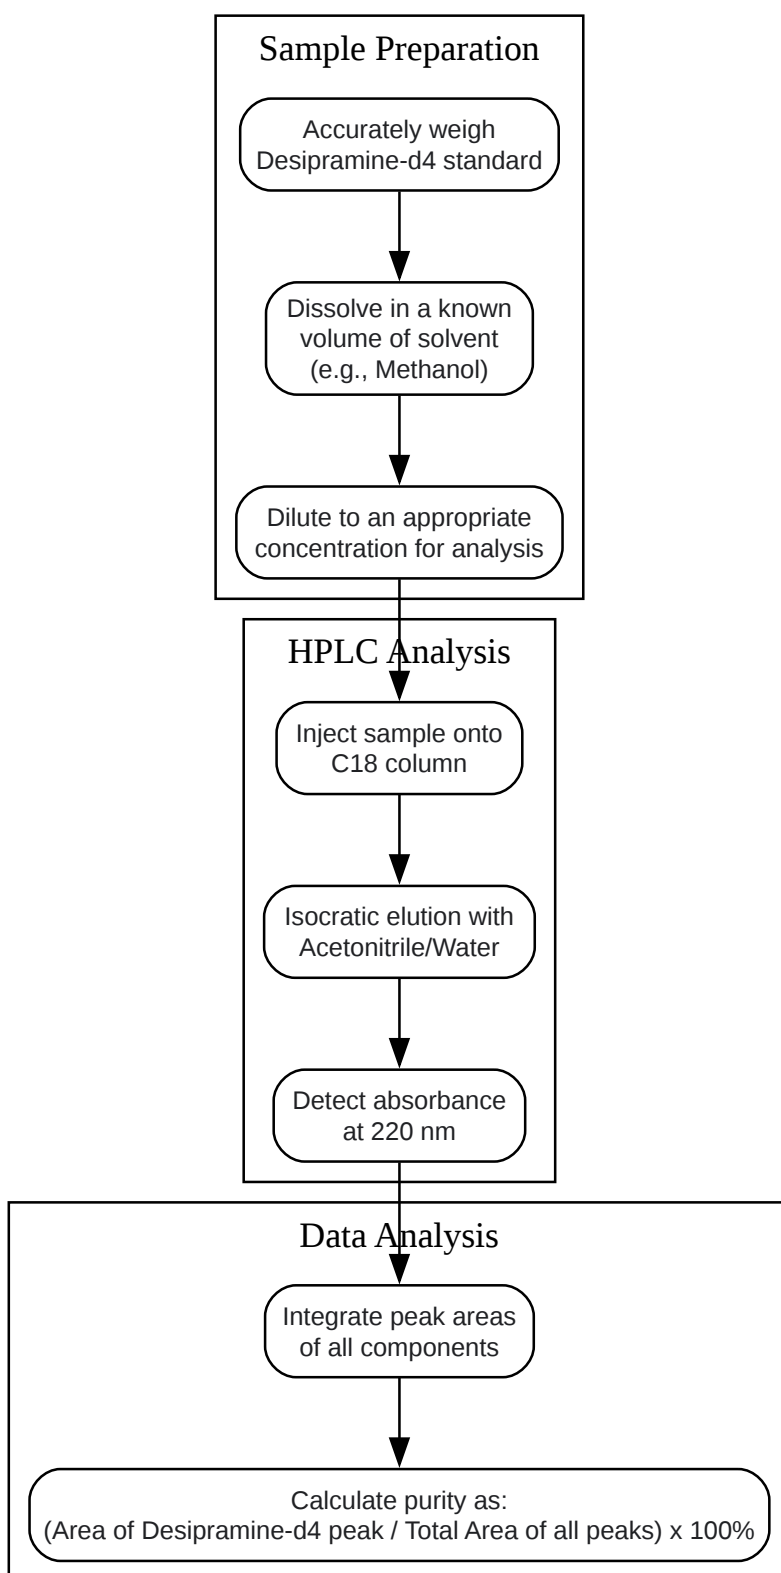 Sample Preparation
Accurately weigh
Desipramine-d4 standard
Dissolve in a known
volume of solvent
(e.g., Methanol)
Dilute to an appropriate
concentration for analysis
HPLC Analysis
Inject sample onto
C18 column
Isocratic elution with
Acetonitrile/Water
Detect absorbance
at 220 nm
Data Analysis
Integrate peak areas
of all components
Calculate purity as:
(Area of Desipramine-d4 peak / Total Area of all peaks) x 100%